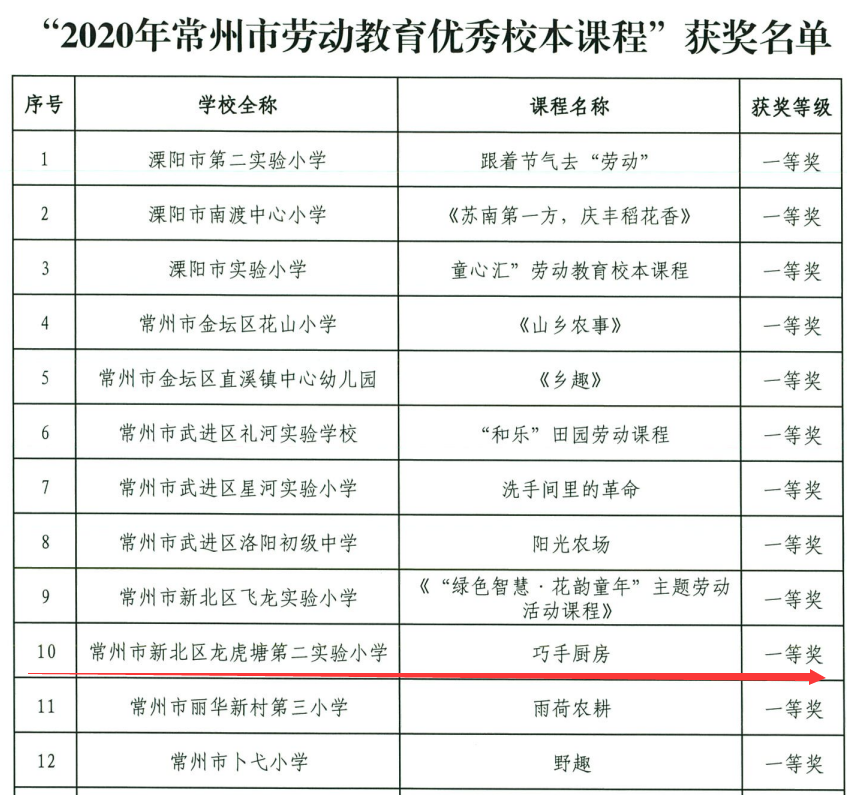 “2020年常州市劳动教育优秀校本课程”获奖名单
序号 学校全称 课程名称 获奖等级
1 溧阳市第二实验小学 跟着节气去“劳动” 一等奖
2 溧阳市南渡中心小学 《苏南第一方，庆丰稻花香》 一等奖
3 溧阳市实验小学 童心汇”劳动教育校本课程 一等奖
4 常州市金坛区花山小学 《山乡农事》 一等奖
5 常州市金坛区直溪镇中心幼儿园 《乡趣》 一等奖
6 常州市武进区礼河实验学校 “和乐”田园劳动课程 一等奖
7 常州市武进区星河实验小学 洗手间里的革命 一等奖
8 常州市武进区洛阳初级中学 阳光农场 一等奖
9 常州市新北区飞龙实验小学 《“绿色智慧·花韵童年”主题劳动
活动课程》 一等奖
10 常州市新北区龙虎塘第二实验小学 巧手厨房 一等奖
11 常州市丽华新村第三小学 雨荷农耕 一等奖
12 常州市卜弋小学 野趣 一等奖